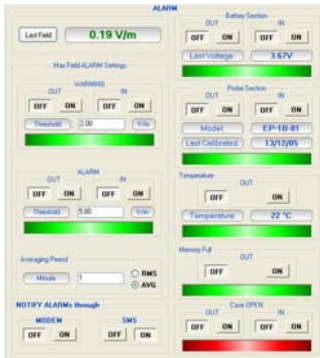 ALARM
Last Field
0.19 V/m
Max Field ALARM Settings
WARNING
OUT IN
OFF ON OFF ON
Threshold 2.00 V/m
ALARM
OUT IN
OFF ON OFF ON
Threshold 5.00 V/m
Averaging Period
Minute 1
RMS
AVG
NOTIFY ALARMs through
MODEM SMS
OFF ON OFF ON
Battery Section
OUT IN
OFF ON OFF ON
Last Voltage 3.67V
Probe Section
OUT IN
OFF ON OFF ON
Model EP-1B-01
Last Calibrated 13/12/05
Temperature
OUT
OFF ON
Temperature 22 °C
Memory Full
OUT
OFF ON
Case OPEN
OUT IN
OFF ON OFF ON